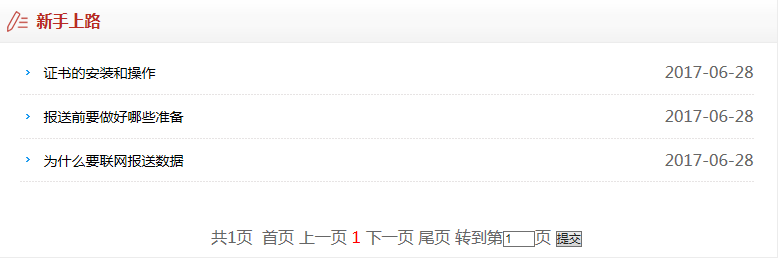 新手上路
证书的安装和操作 2017-06-28
报送前要做好哪些准备 2017-06-28
为什么要联网报送数据 2017-06-28
共1页 首页 上一页 1 下一页 尾页 转到第1页 提交